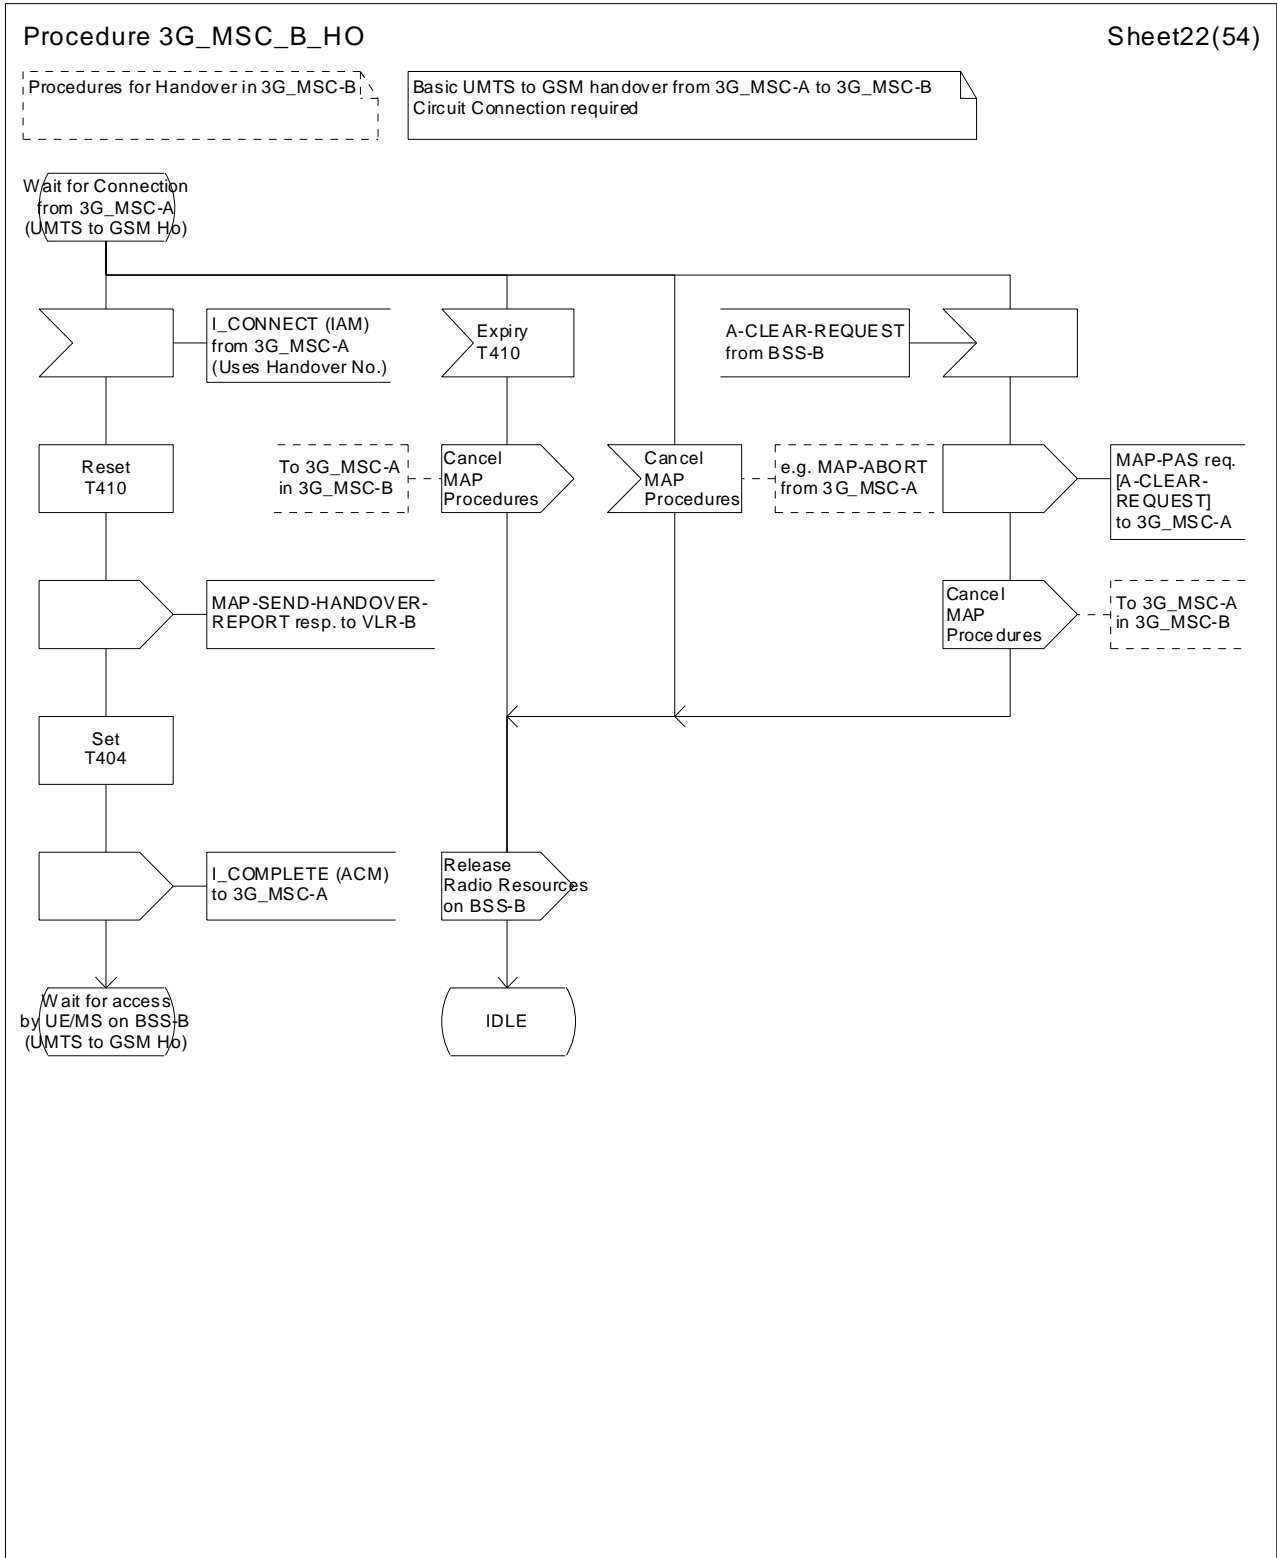 Procedure 3G_MSC_B_HO
Sheet22(54)
Procedures for Handover in 3G_MSC-B
Basic UMTS to GSM handover from 3G_MSC-A to 3G_MSC-B
Circuit Connection required
Wait for Connection
from 3G_MSC-A
(UMTS to GSM Ho)
I_CONNECT (IAM)
from 3G_MSC-A
(Uses Handover No.)
Expiry
T410
A-CLEAR-REQUEST
from BSS-B
Reset
T410
To 3G_MSC-A
in 3G_MSC-B
Cancel
MAP
Procedures
Cancel
MAP
Procedures
e.g. MAP-ABORT
from 3G_MSC-A
MAP-PAS req.
[A-CLEAR-
REQUEST]
to 3G_MSC-A
MAP-SEND-HANDOVER-
REPORT resp. to VLR-B
Cancel
MAP
Procedures
To 3G_MSC-A
in 3G_MSC-B
Set
T404
I_COMPLETE (ACM)
to 3G_MSC-A
Release
Radio Resources
on BSS-B
Wait for access
by UE/MS on BSS-B
(UMTS to GSM Ho)
IDLE